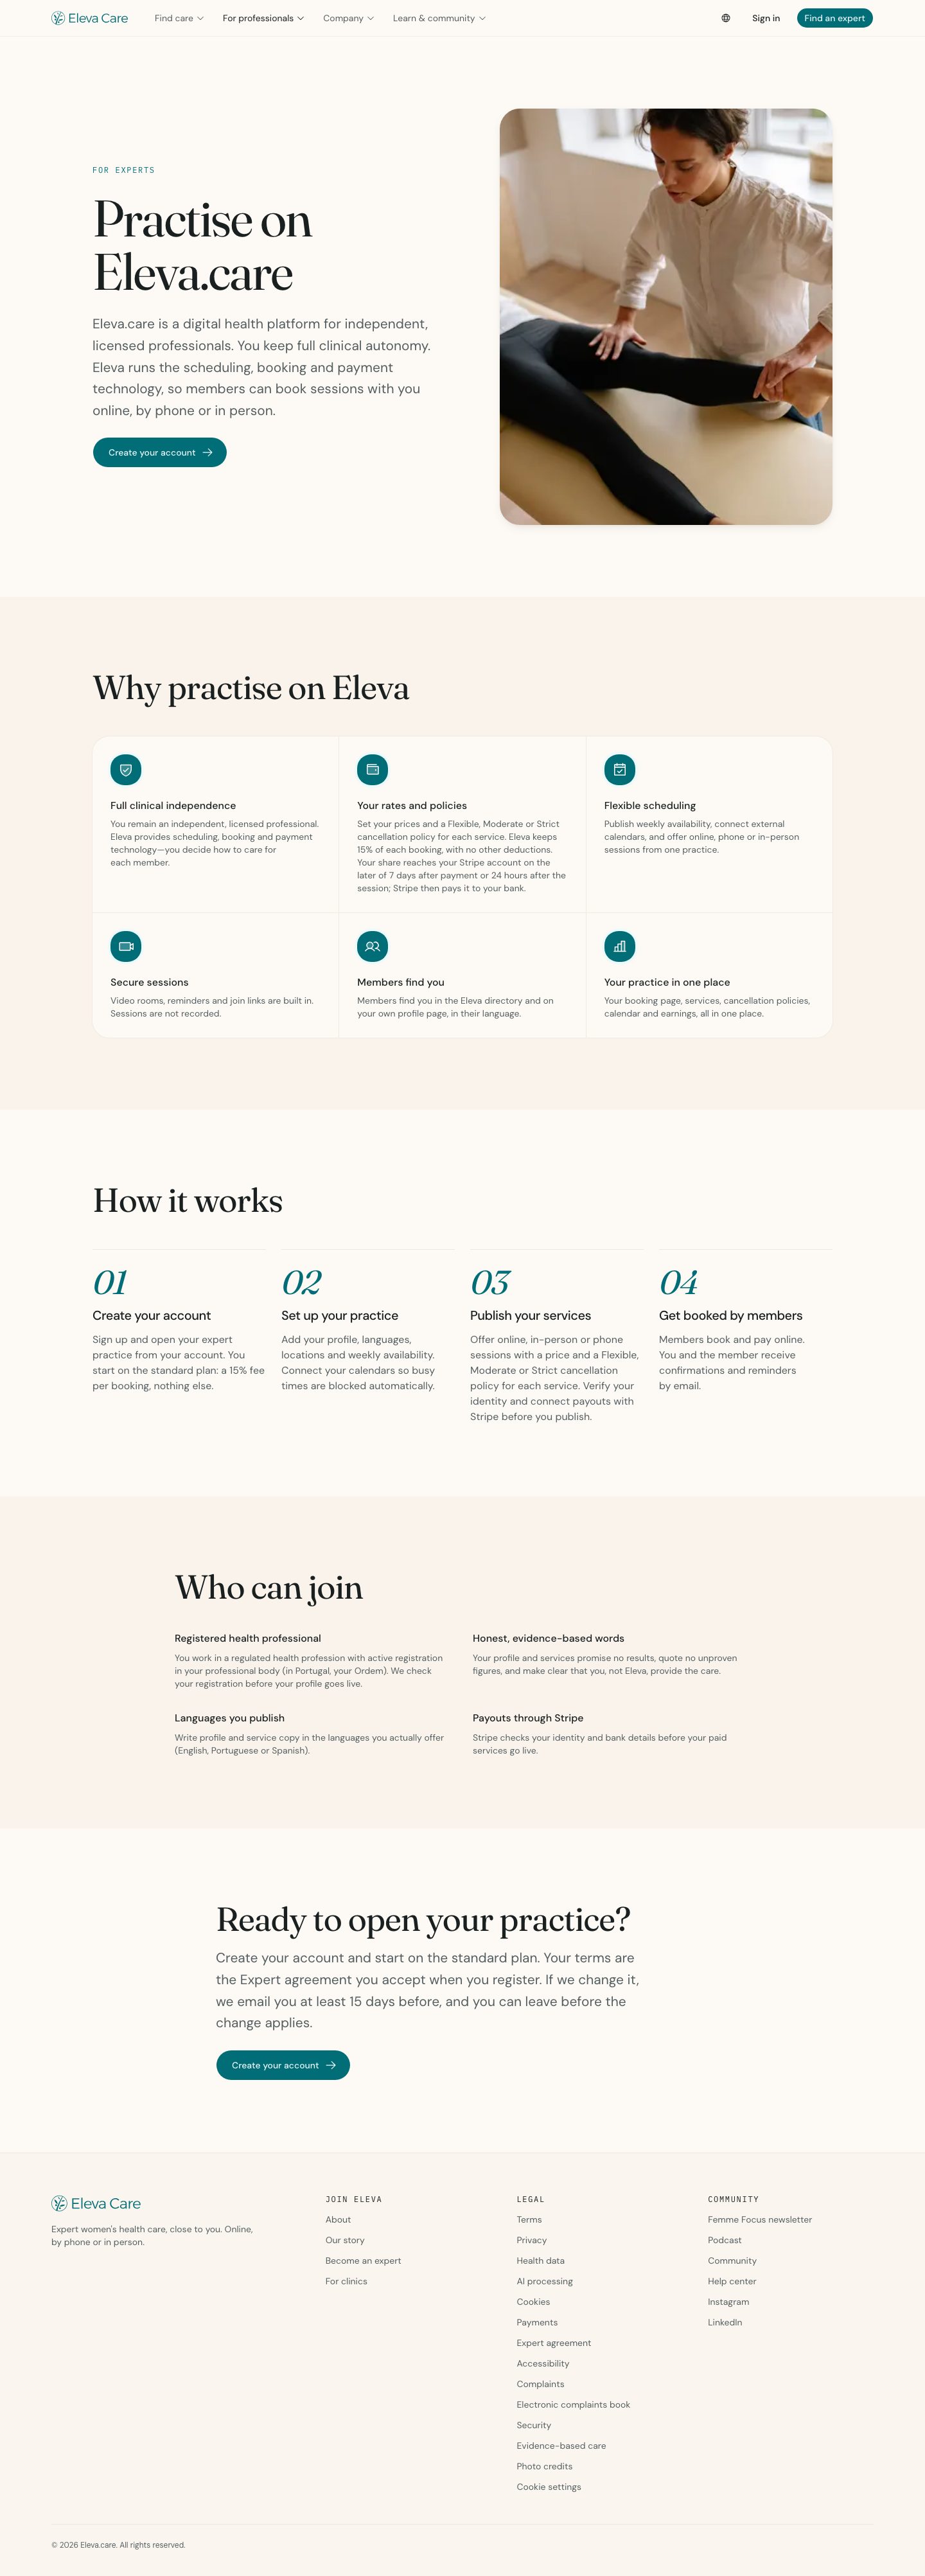 Eleva Care
Find care
For professionals
Company
Learn & community
Sign in
Find an expert
FOR EXPERTS
Practise on
Eleva.care
Eleva.care is a digital health platform for independent,
licensed professionals. You keep full clinical autonomy.
Eleva runs the scheduling, booking and payment
technology, so members can book sessions with you
online, by phone or in person.
Create your account
Why practise on Eleva
Full clinical independence
You remain an independent, licensed professional.
Eleva provides scheduling, booking and payment
technology—you decide how to care for
each member.
Your rates and policies
Set your prices and a Flexible, Moderate or Strict
cancellation policy for each service. Eleva keeps
15% of each booking, with no other deductions.
Your share reaches your Stripe account on the
later of 7 days after payment or 24 hours after the
session; Stripe then pays it to your bank.
Flexible scheduling
Publish weekly availability, connect external
calendars, and offer online, phone or in-person
sessions from one practice.
Secure sessions
Video rooms, reminders and join links are built in.
Sessions are not recorded.
Members find you
Members find you in the Eleva directory and on
your own profile page, in their language.
Your practice in one place
Your booking page, services, cancellation policies,
calendar and earnings, all in one place.
How it works
01
Create your account
Sign up and open your expert
practice from your account. You
start on the standard plan: a 15% fee
per booking, nothing else.
02
Set up your practice
Add your profile, languages,
locations and weekly availability.
Connect your calendars so busy
times are blocked automatically.
03
Publish your services
Offer online, in-person or phone
sessions with a price and a Flexible,
Moderate or Strict cancellation
policy for each service. Verify your
identity and connect payouts with
Stripe before you publish.
04
Get booked by members
Members book and pay online.
You and the member receive
confirmations and reminders
by email.
Who can join
Registered health professional
You work in a regulated health profession with active registration
in your professional body (in Portugal, your Ordem). We check
your registration before your profile goes live.
Honest, evidence-based words
Your profile and services promise no results, quote no unproven
figures, and make clear that you, not Eleva, provide the care.
Languages you publish
Write profile and service copy in the languages you actually offer
(English, Portuguese or Spanish).
Payouts through Stripe
Stripe checks your identity and bank details before your paid
services go live.
Ready to open your practice?
Create your account and start on the standard plan. Your terms are
the Expert agreement you accept when you register. If we change it,
we email you at least 15 days before, and you can leave before the
change applies.
Create your account
Eleva Care
Expert women's health care, close to you. Online,
by phone or in person.
JOIN ELEVA
About
Our story
Become an expert
For clinics
LEGAL
Terms
Privacy
Health data
AI processing
Cookies
Payments
Expert agreement
Accessibility
Complaints
Electronic complaints book
Security
Evidence-based care
Photo credits
Cookie settings
COMMUNITY
Femme Focus newsletter
Podcast
Community
Help center
Instagram
LinkedIn
© 2026 Eleva.care. All rights reserved.